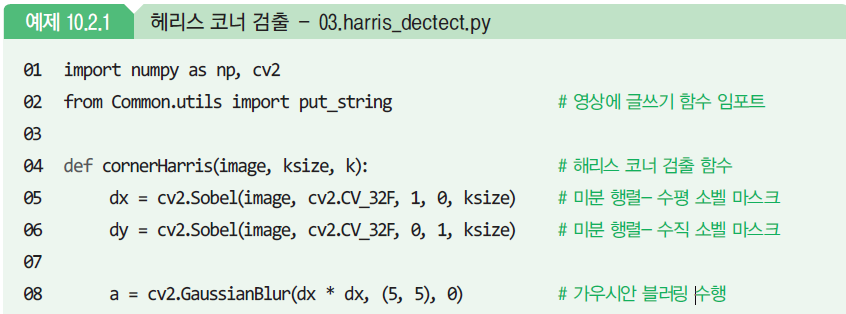 예제 10.2.1 헤리스 코너 검출 – 03.harris_dectect.py
01 import numpy as np, cv2
02 from Common.utils import put_string # 영상에 글쓰기 함수 임포트
03
04 def cornerHarris(image, ksize, k): # 해리스 코너 검출 함수
05 dx = cv2.Sobel(image, cv2.CV_32F, 1, 0, ksize) # 미분 행렬– 수평 소벨 마스크
06 dy = cv2.Sobel(image, cv2.CV_32F, 0, 1, ksize) # 미분 행렬– 수직 소벨 마스크
07
08 a = cv2.GaussianBlur(dx * dx, (5, 5), 0) # 가우시안 블러링 수행